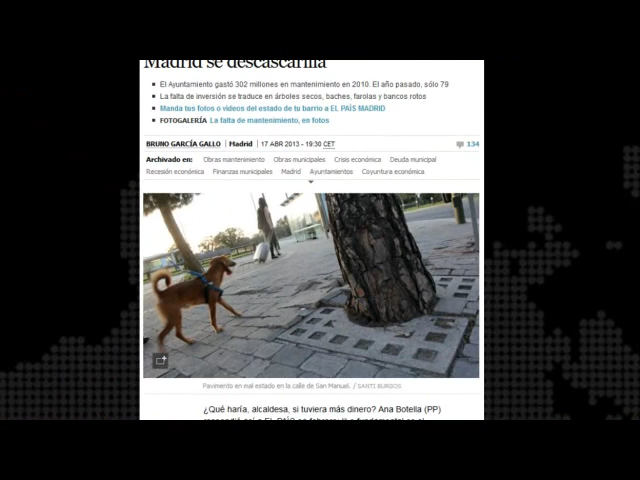 Madrid se descascarilla
El Ayuntamiento gastó 302 millones en mantenimiento en 2010. El año pasado, sólo 79
La falta de inversión se traduce en árboles secos, baches, farolas y bancos rotos
Manda tus fotos o vídeos del estado de tu barrio a EL PAÍS MADRID
FOTOGALERÍA La falta de mantenimiento, en fotos
BRUNO GARCÍA GALLO | Madrid | 17 ABR 2013 - 19:30 CET 134
Archivado en: Obras mantenimiento Obras municipales Crisis económica Deuda municipal
Recesión económica Finanzas municipales Madrid Ayuntamientos Coyuntura económica
Pavimento en mal estado en la calle de San Manuel. / SANTI BURGOS
¿Qué haría, alcaldesa, si tuviera más dinero? Ana Botella (PP)